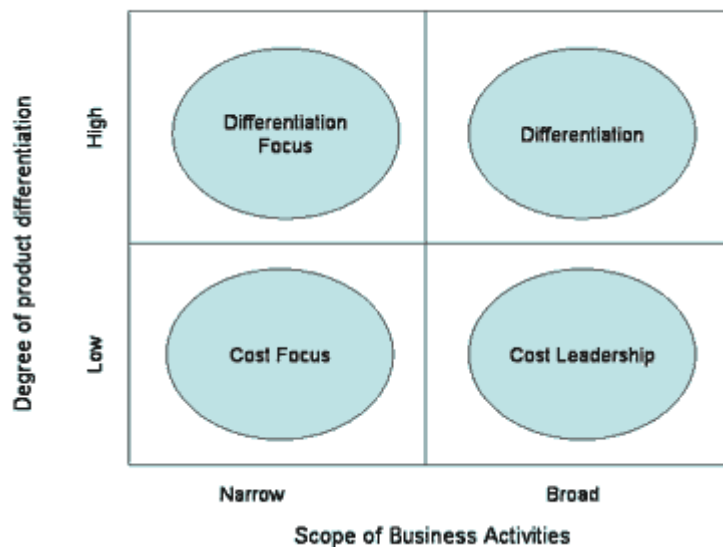 Degree of product differentiation
High
Low
Differentiation
Focus
Differentiation
Cost Focus
Cost Leadership
Narrow
Broad
Scope of Business Activities